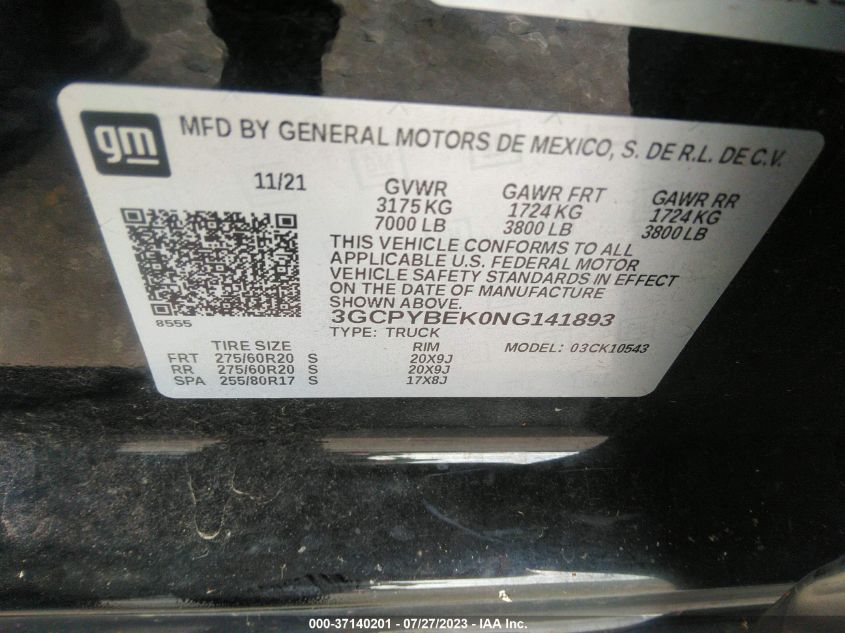 gm
MFD BY GENERAL MOTORS DE MEXICO, S. DE R.L. DE C.V.
11/21
GVWR GAWR FRT GAWR RR
3175 KG 1724 KG 1724 KG
7000 LB 3800 LB 3800 LB
THIS VEHICLE CONFORMS TO ALL
APPLICABLE U.S. FEDERAL MOTOR
VEHICLE SAFETY STANDARDS IN EFFECT
ON THE DATE OF MANUFACTURE
SHOWN ABOVE.
8555
3GCPYBEK0NG141893
TYPE: TRUCK
TIRE SIZE RIM MODEL: 03CK10543
FRT 275/60R20 S 20X9J
RR 275/60R20 S 20X9J
SPA 255/80R17 S 17X8J
000-37140201 - 07/27/2023 - IAA Inc.